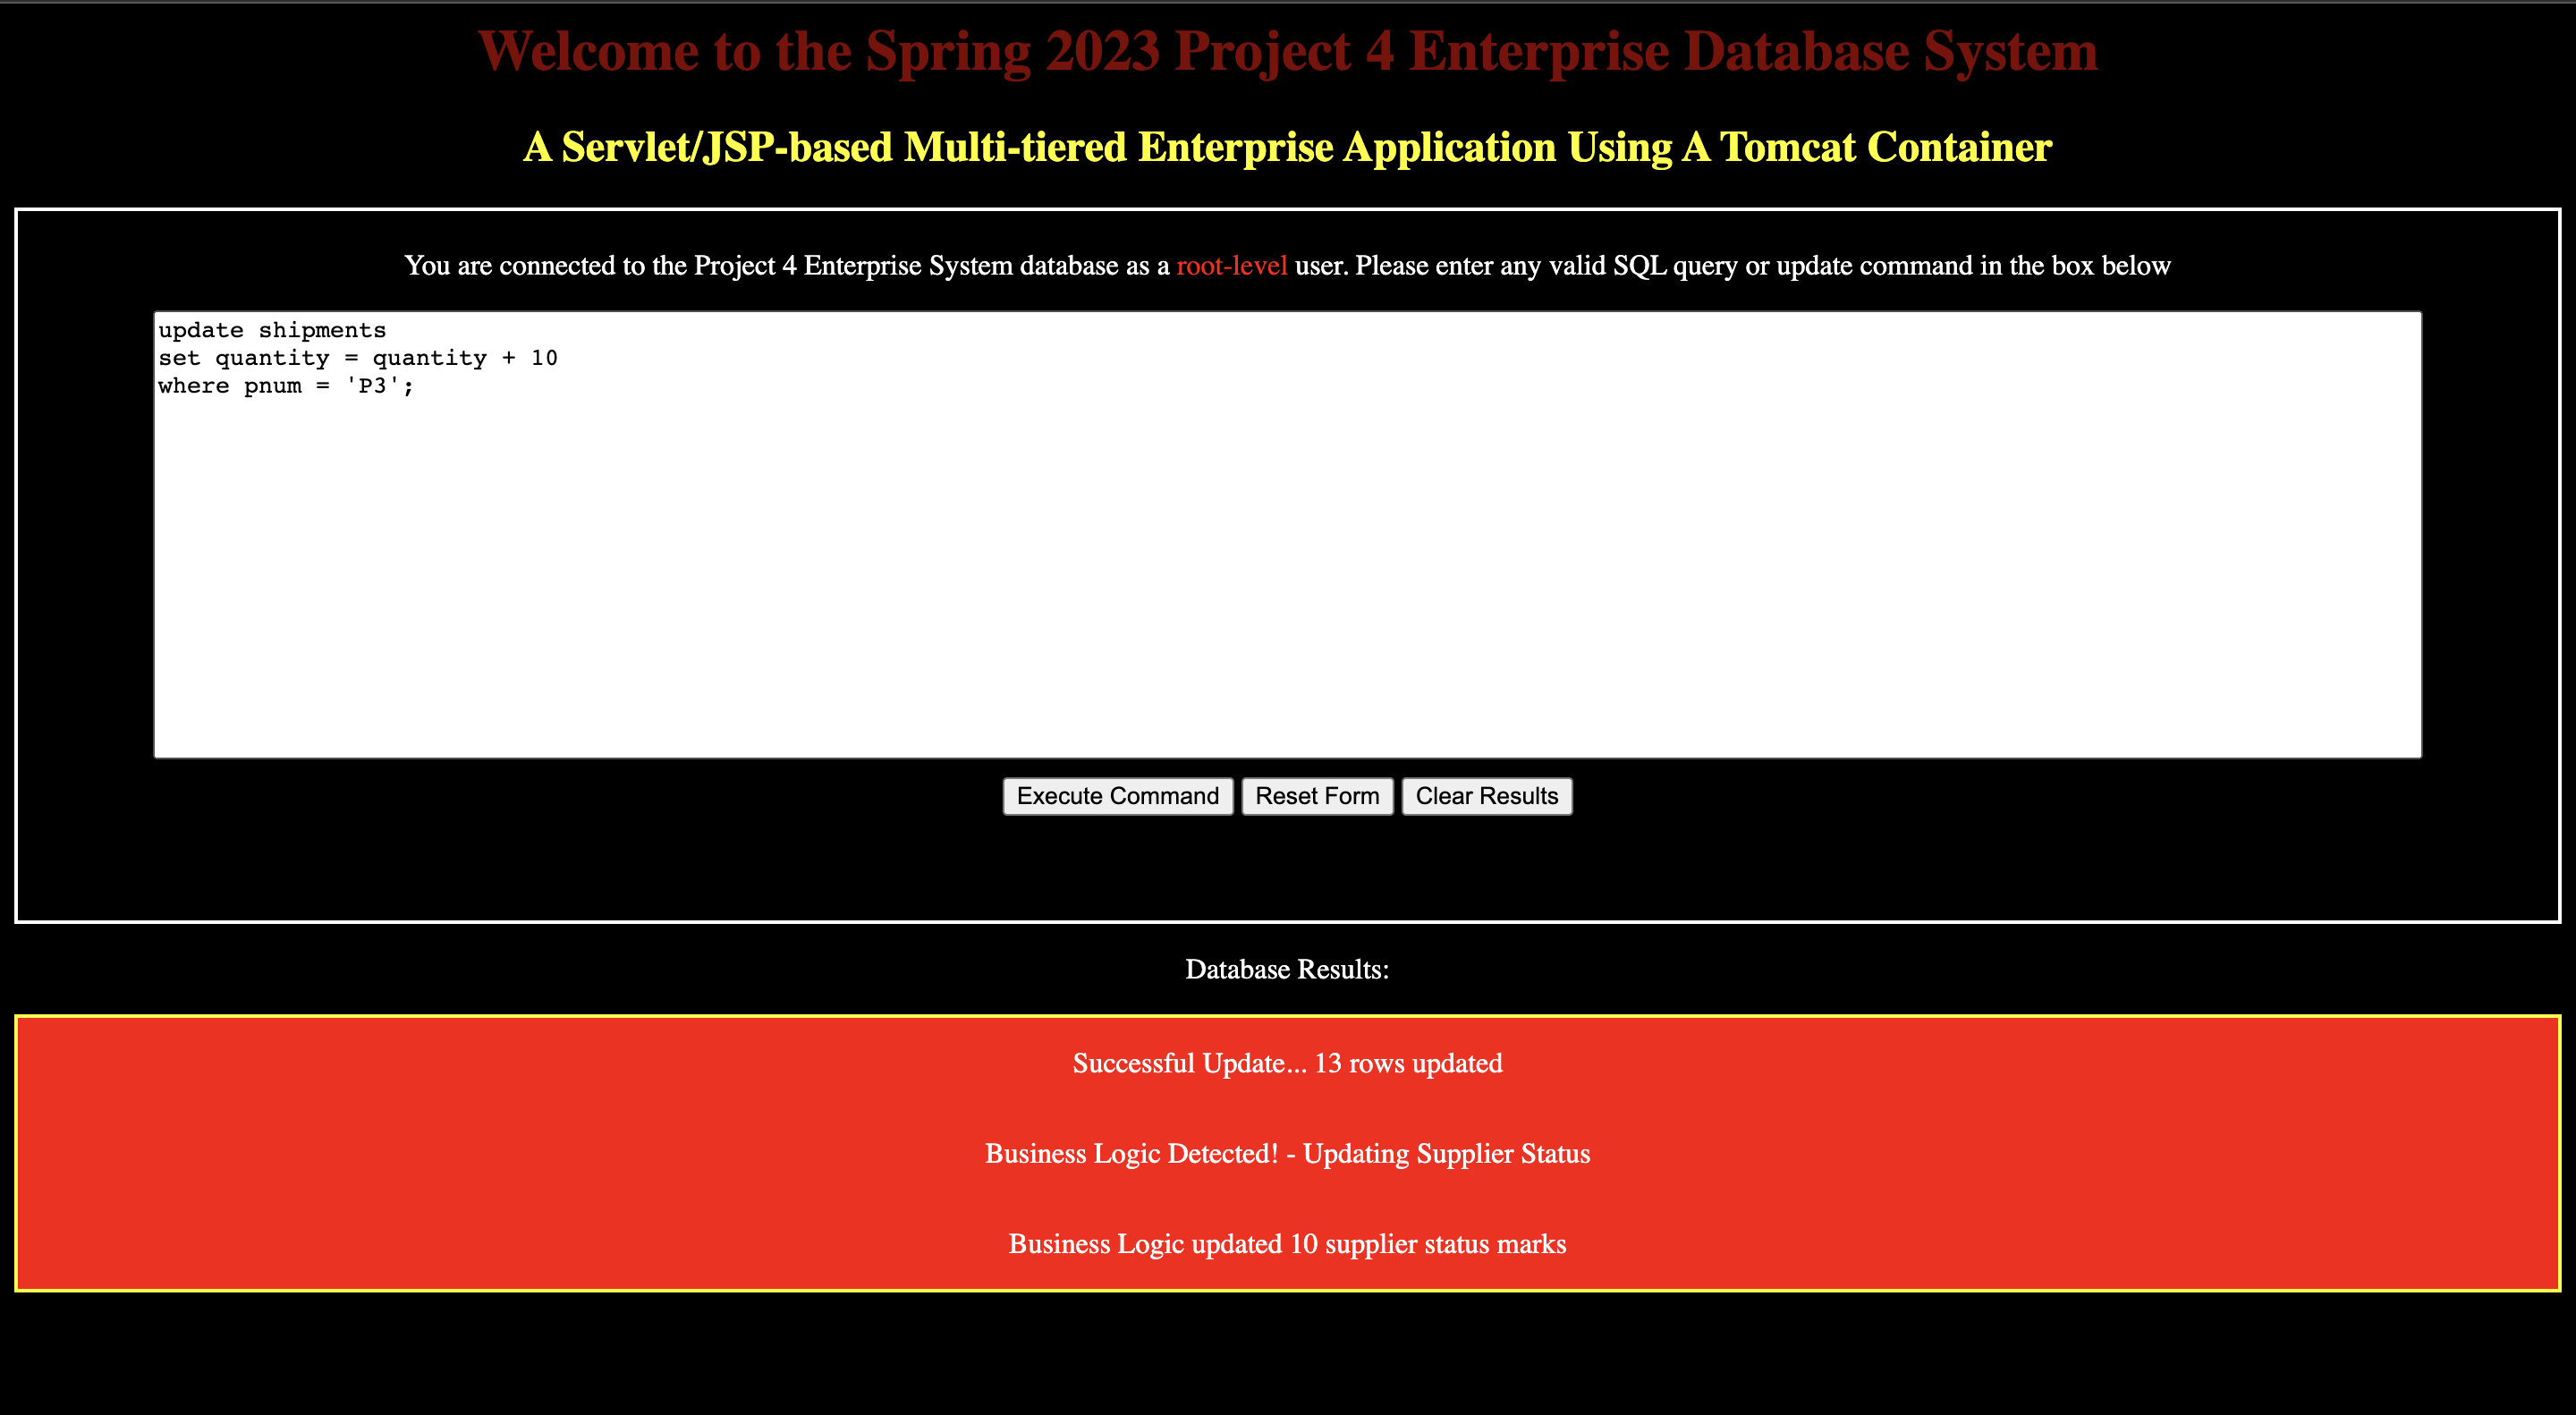 Welcome to the Spring 2023 Project 4 Enterprise Database System
A Servlet/JSP-based Multi-tiered Enterprise Application Using A Tomcat Container
You are connected to the Project 4 Enterprise System database as a root-level user. Please enter any valid SQL query or update command in the box below
update shipments
set quantity = quantity + 10
where pnum = 'P3';
Execute Command Reset Form Clear Results
Database Results:
Successful Update... 13 rows updated
Business Logic Detected! - Updating Supplier Status
Business Logic updated 10 supplier status marks